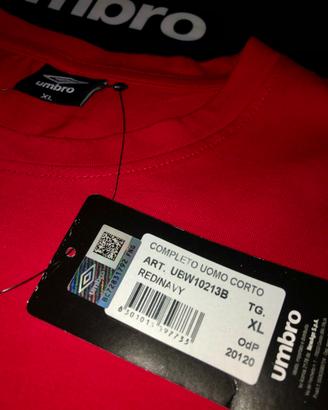 umbro
umbro
XL
COMPLETO UOMO CORTO
ART. UBW10213B
RED/NAVY
TG.
XL
OdP
20120
umbro